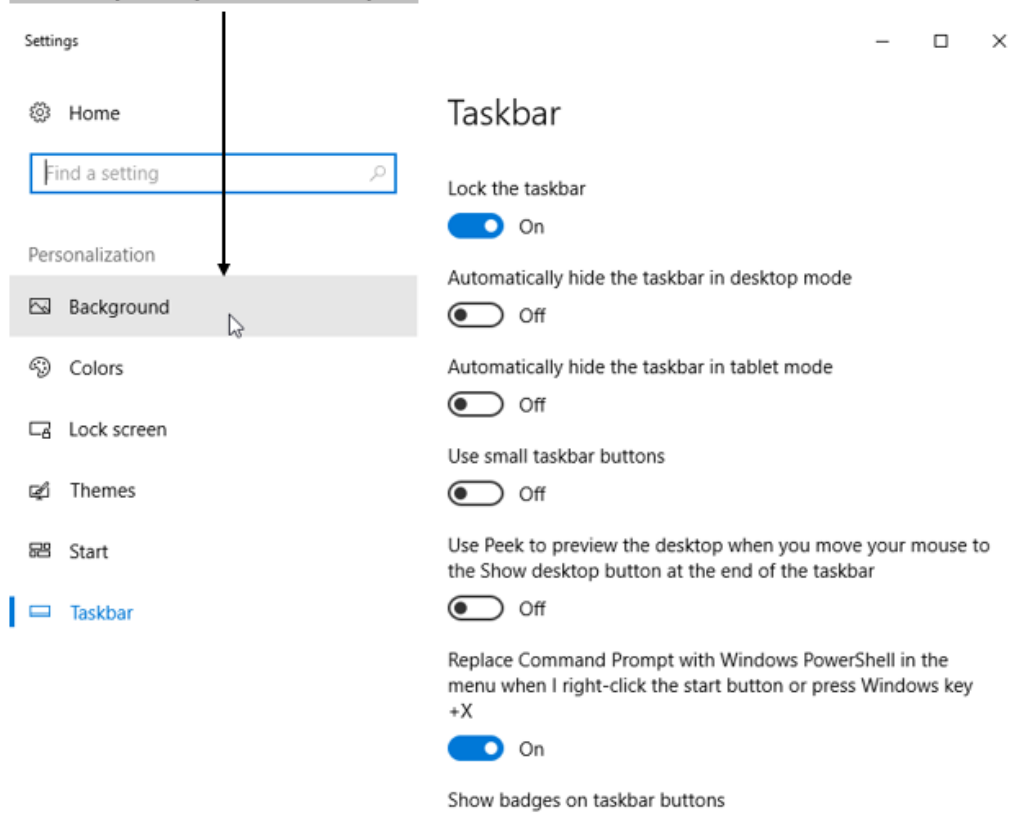 Settings
Home
Find a setting
Personalization
Background
Colors
Lock screen
Themes
Start
Taskbar
Taskbar
Lock the taskbar
On
Automatically hide the taskbar in desktop mode
Off
Automatically hide the taskbar in tablet mode
Off
Use small taskbar buttons
Off
Use Peek to preview the desktop when you move your mouse to
the Show desktop button at the end of the taskbar
Off
Replace Command Prompt with Windows PowerShell in the
menu when I right-click the start button or press Windows key
+X
On
Show badges on taskbar buttons